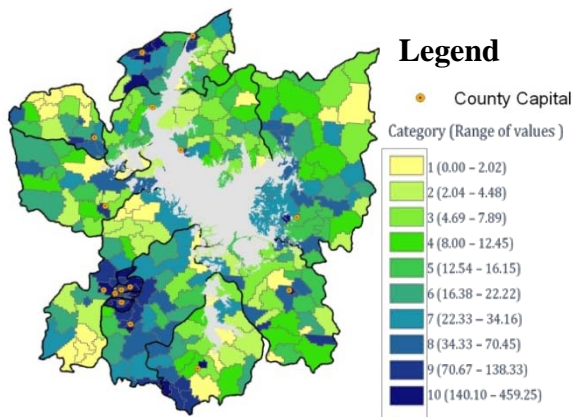 Legend
County Capital
Category (Range of values )
1 (0.00 – 2.02)
2 (2.04 – 4.48)
3 (4.69 – 7.89)
4 (8.00 – 12.45)
5 (12.54 – 16.15)
6 (16.38 – 22.22)
7 (22.33 – 34.16)
8 (34.33 – 70.45)
9 (70.67 – 138.33)
10 (140.10 – 459.25)